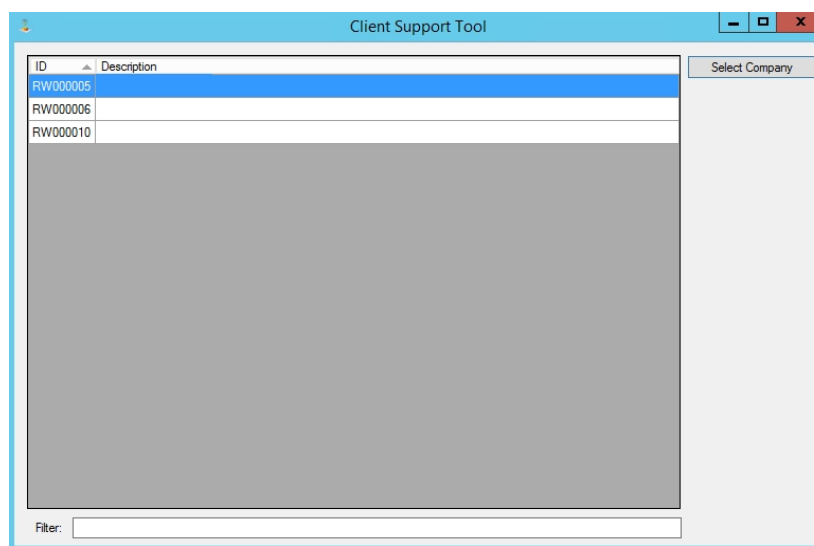 Client Support Tool
ID Description
Select Company
RW000005
RW000006
RW000010
Filter: